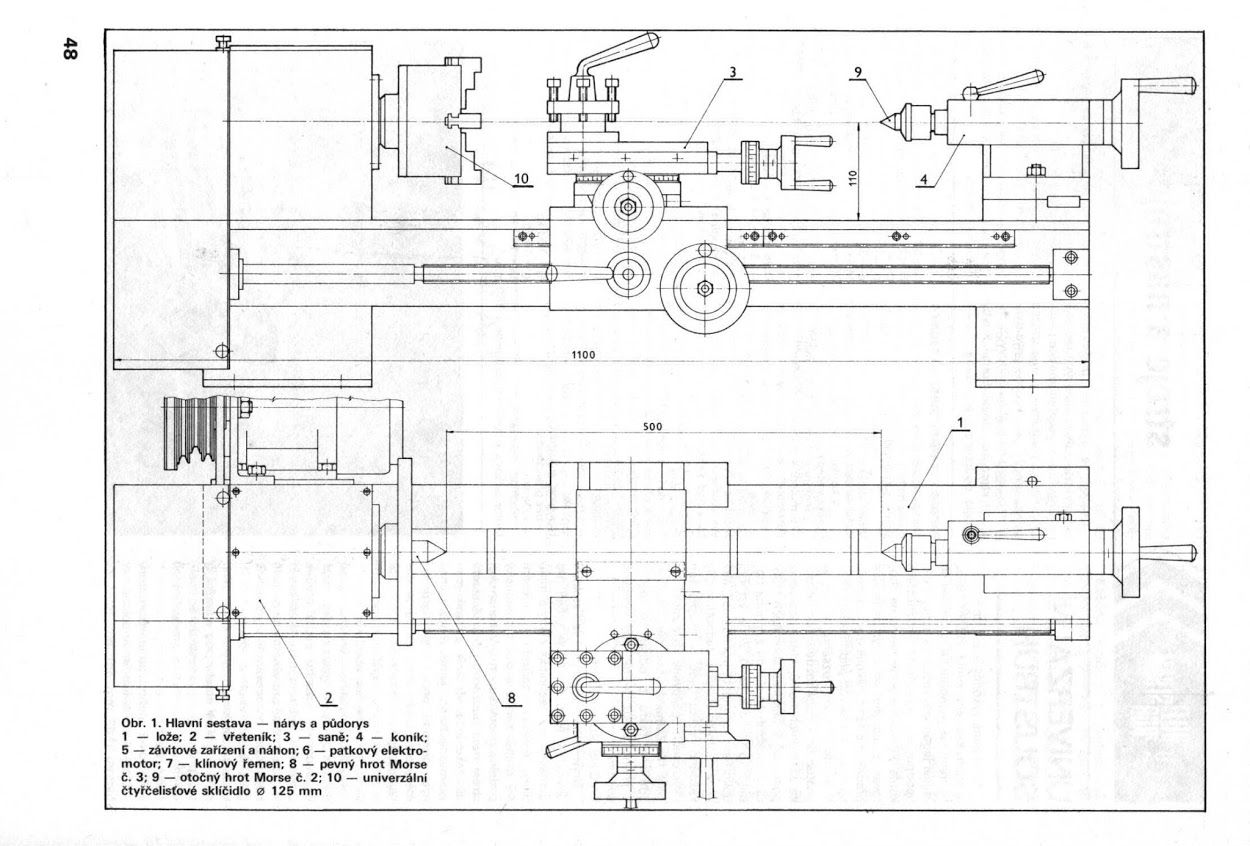 48
3
9
10
4
110
1100
500
1
2
8
Obr. 1. Hlavní sestava — nárys a půdorys
1 — lože; 2 — vřeteník; 3 — saně; 4 — koník;
5 — závitové zařízení a náhon; 6 — patkový elektro-
motor; 7 — klínový řemen; 8 — pevný hrot Morse
č. 3; 9 — otočný hrot Morse č. 2; 10 — univerzální
čtyřčelisťové sklíčidlo ⌀ 125 mm